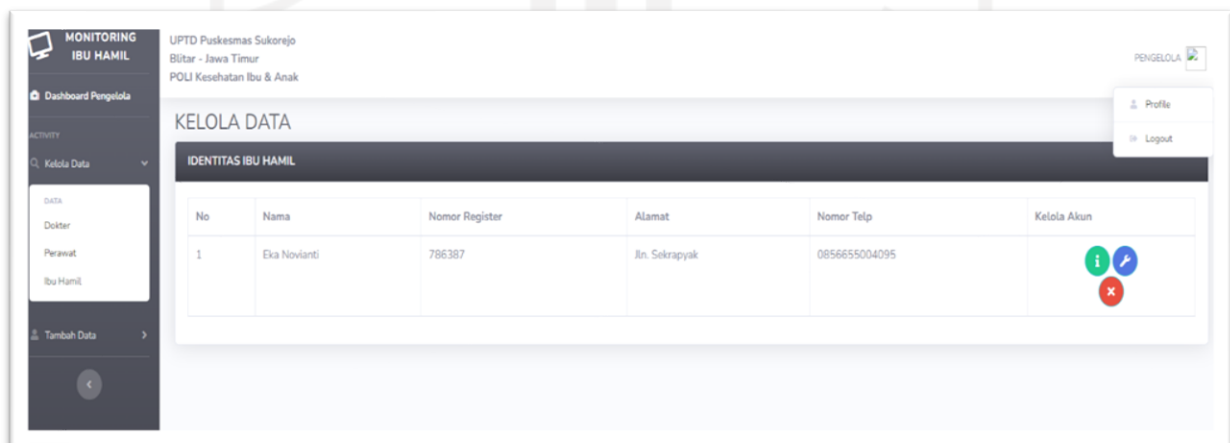 MONITORING
IBU HAMIL
UPTD Puskesmas Sukorejo
Blitar - Jawa Timur
POLI Kesehatan Ibu & Anak
PENGELOLA
Profile
Logout
Dashboard Pengelola
ACTIVITY
Kelola Data
DATA
Dokter
Perawat
Ibu Hamil
Tambah Data
KELOLA DATA
IDENTITAS IBU HAMIL
No Nama Nomor Register Alamat Nomor Telp Kelola Akun
1 Eka Novianti 786387 Jln. Sekrapyak 0856655004095